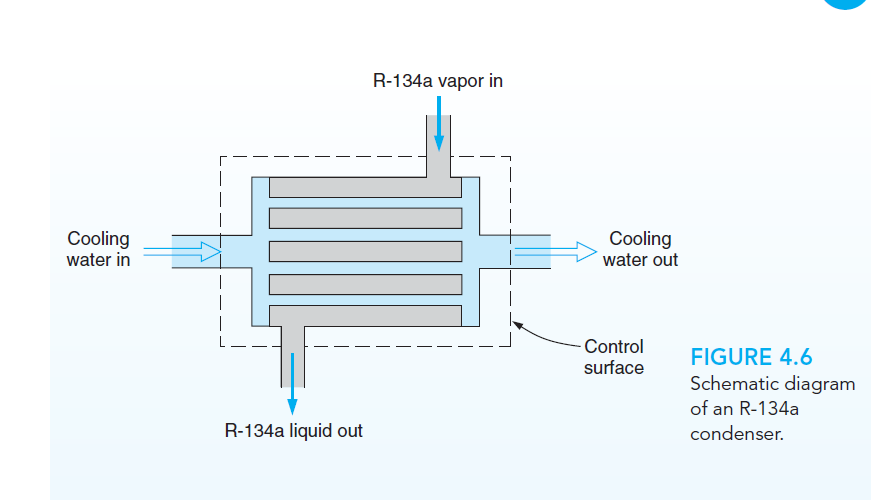 R-134a vapor in
Cooling
water in
Cooling
water out
Control
surface
R-134a liquid out
FIGURE 4.6
Schematic diagram
of an R-134a
condenser.